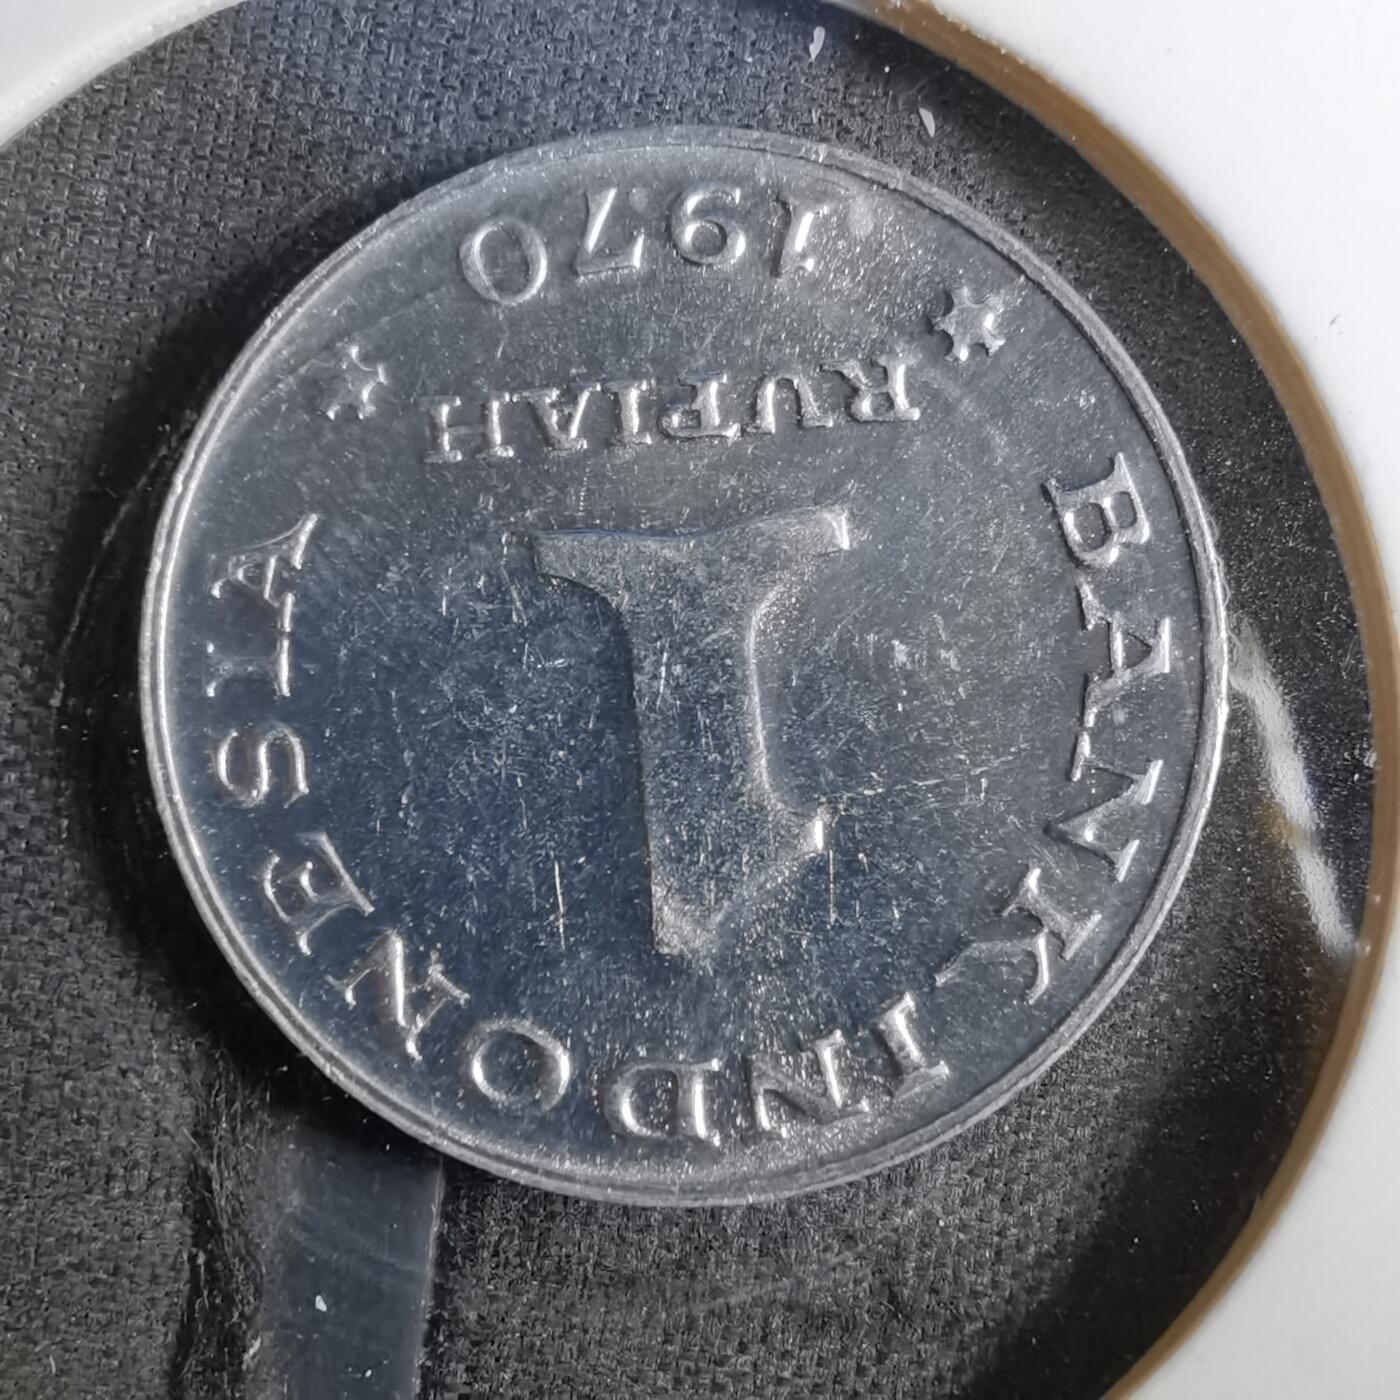 BANK INDONESIA
1
RUPIAH
1970